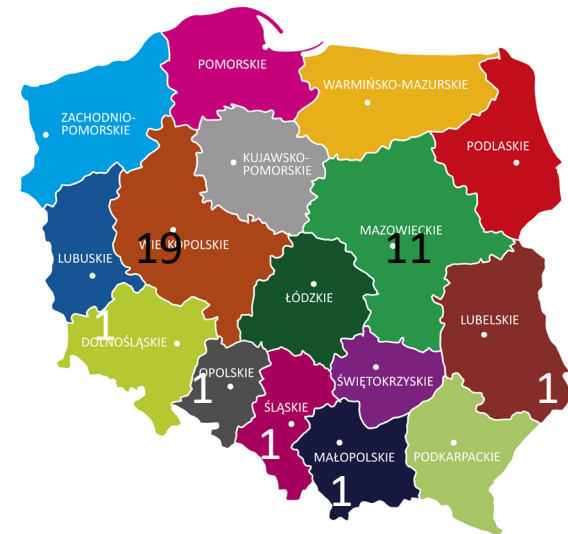 POMORSKIE
WARMIŃSKO-MAZURSKIE
ZACHODNIO-
POMORSKIE
PODLASKIE
KUJAWSKO-
POMORSKIE
MAZOWIECKIE
11
WIELKOPOLSKIE
19
LUBUSKIE
ŁÓDZKIE
LUBELSKIE
1
1
DOLNOŚLĄSKIE
OPOLSKIE
1
ŚWIĘTOKRZYSKIE
ŚLĄSKIE
1
MAŁOPOLSKIE
1
PODKARPACKIE